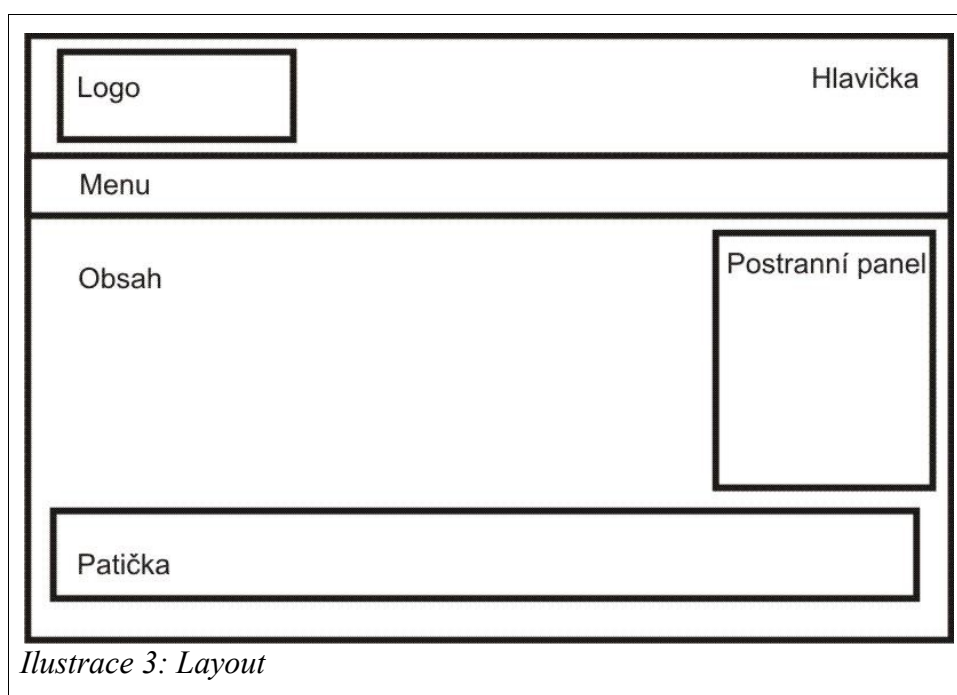 Logo
Hlavička
Menu
Obsah
Postranní panel
Patička
Ilustrace 3: Layout